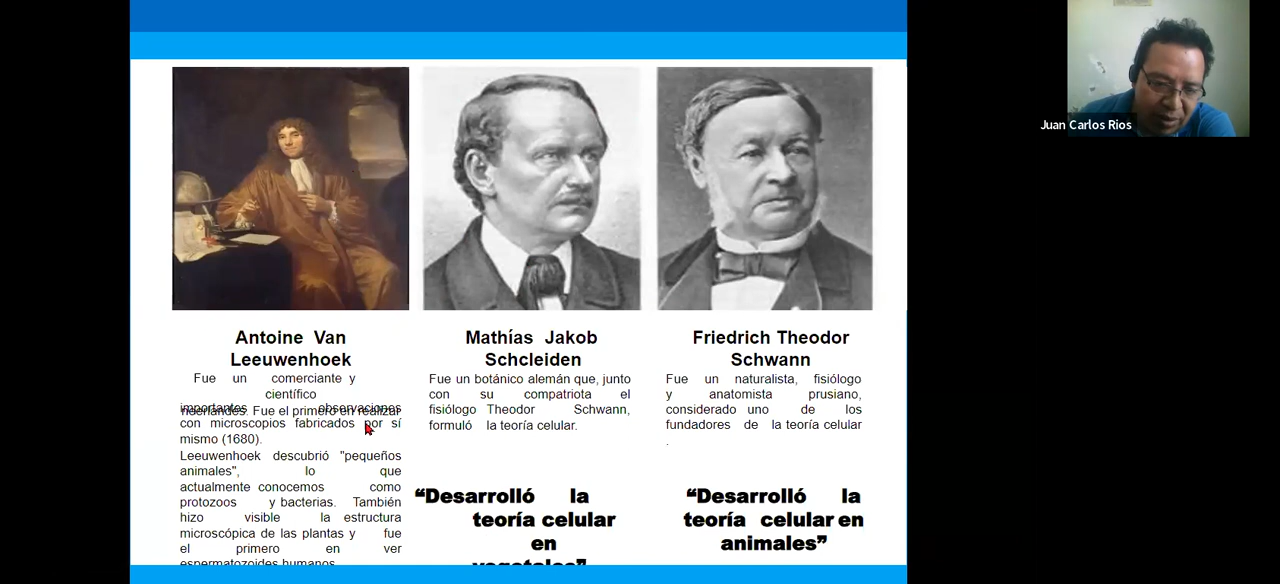 Juan Carlos Rios
Antoine Van
Leeuwenhoek
Fue un comerciante y
científico
importantes observaciones
neerlandés. Fue el primero en realizar
con microscopios fabricados por sí
mismo (1680).
Leeuwenhoek descubrió "pequeños
animales", lo que
actualmente conocemos como
protozoos y bacterias. También
hizo visible la estructura
microscópica de las plantas y fue
el primero en ver
espermatozoides humanos
Mathías Jakob
Schcleiden
Fue un botánico alemán que, junto
con su compatriota el
fisiólogo Theodor Schwann,
formuló la teoría celular.
“Desarrolló la
teoría celular
en
vegetales”
Friedrich Theodor
Schwann
Fue un naturalista, fisiólogo
y anatomista prusiano,
considerado uno de los
fundadores de la teoría celular
.
“Desarrolló la
teoría celular en
animales”